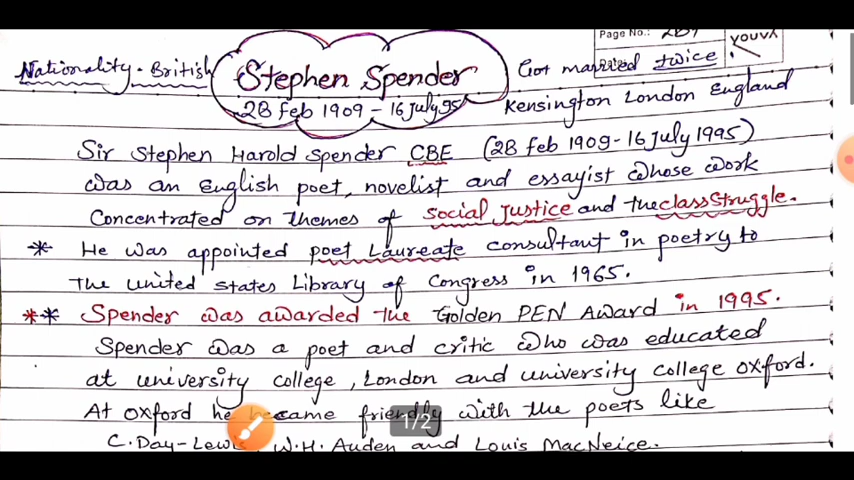 Page No.: 287
YOUVA
Nationality - British
Stephen Spender
28 Feb 1909 - 16 July 95
Got married twice.
Kensington London England
Sir Stephen Harold Spender CBE (28 Feb 1909-16 July 1995)
was an English poet, novelist and essayist whose work
Concentrated on themes of social Justice and the class Struggle.
* He was appointed poet Laureate consultant in poetry to
The united states Library of Congress in 1965.
** Spender was awarded the Golden PEN Award in 1995.
Spender was a poet and critic who was educated
at university college, London and university college oxford.
At oxford he became friendly with the poets like
1/2
C. Day-Lewis, W.H. Auden and Louis MacNeice.